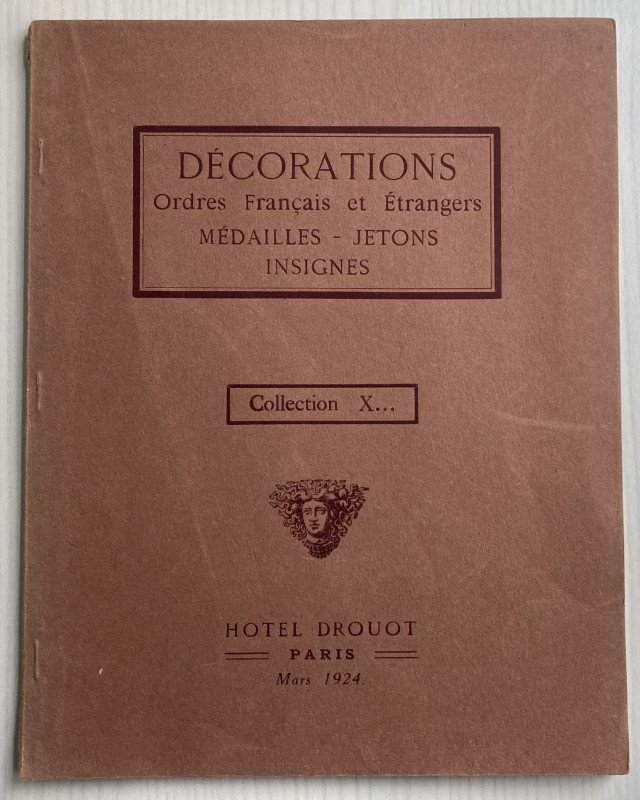 DÉCORATIONS
Ordres Français et Étrangers
MÉDAILLES - JETONS
INSIGNES
Collection X...
HOTEL DROUOT
PARIS
Mars 1924.